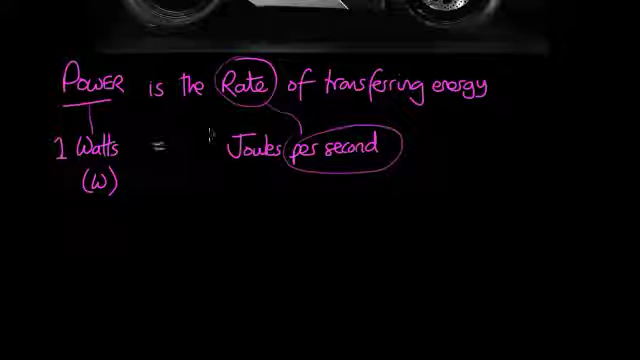 POWER is the Rate of transferring energy
1 Watts = Joules per second
(W)